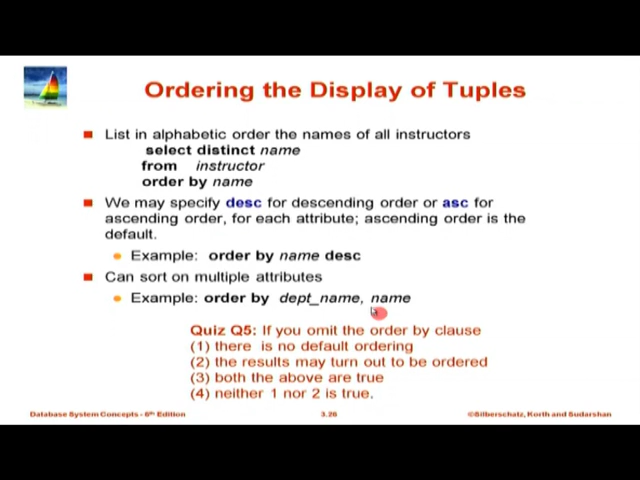 Ordering the Display of Tuples
List in alphabetic order the names of all instructors
select distinct name
from instructor
order by name
We may specify desc for descending order or asc for
ascending order, for each attribute; ascending order is the
default.
Example: order by name desc
Can sort on multiple attributes
Example: order by dept_name, name
Quiz Q5: If you omit the order by clause
(1) there is no default ordering
(2) the results may turn out to be ordered
(3) both the above are true
(4) neither 1 nor 2 is true.
Database System Concepts - 6th Edition 3.26 ©Silberschatz, Korth and Sudarshan